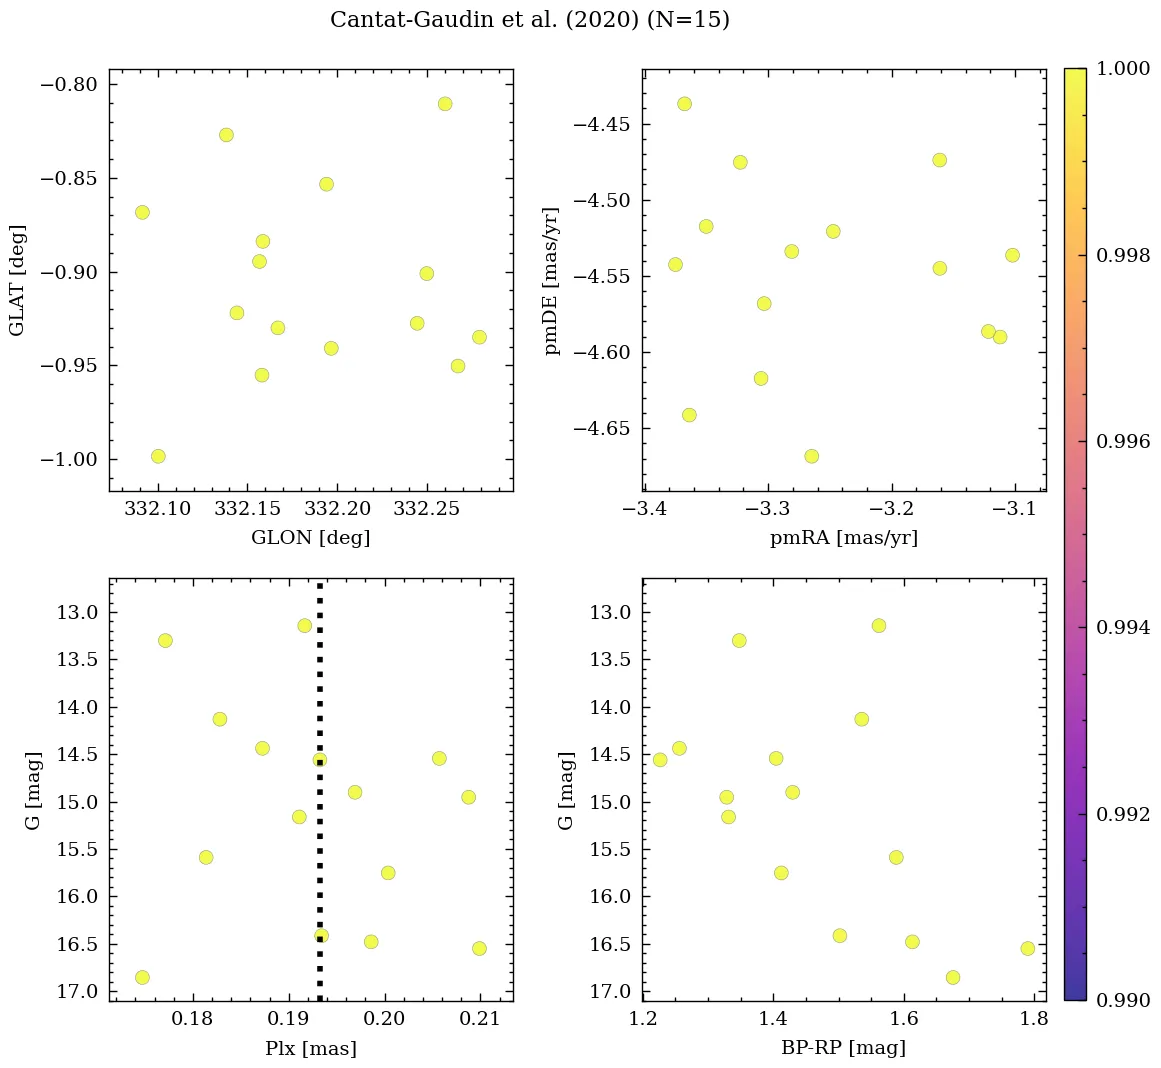 Cantat-Gaudin et al. (2020) (N=15)
−0.80
−0.85
−0.90
−0.95
−1.00
GLAT [deg]
332.10 332.15 332.20 332.25
GLON [deg]
−4.45
−4.50
−4.55
−4.60
−4.65
pmDE [mas/yr]
−3.4 −3.3 −3.2 −3.1
pmRA [mas/yr]
13.0
13.5
14.0
14.5
15.0
15.5
16.0
16.5
17.0
G [mag]
0.18 0.19 0.20 0.21
Plx [mas]
13.0
13.5
14.0
14.5
15.0
15.5
16.0
16.5
17.0
G [mag]
1.2 1.4 1.6 1.8
BP-RP [mag]
1.000
0.998
0.996
0.994
0.992
0.990